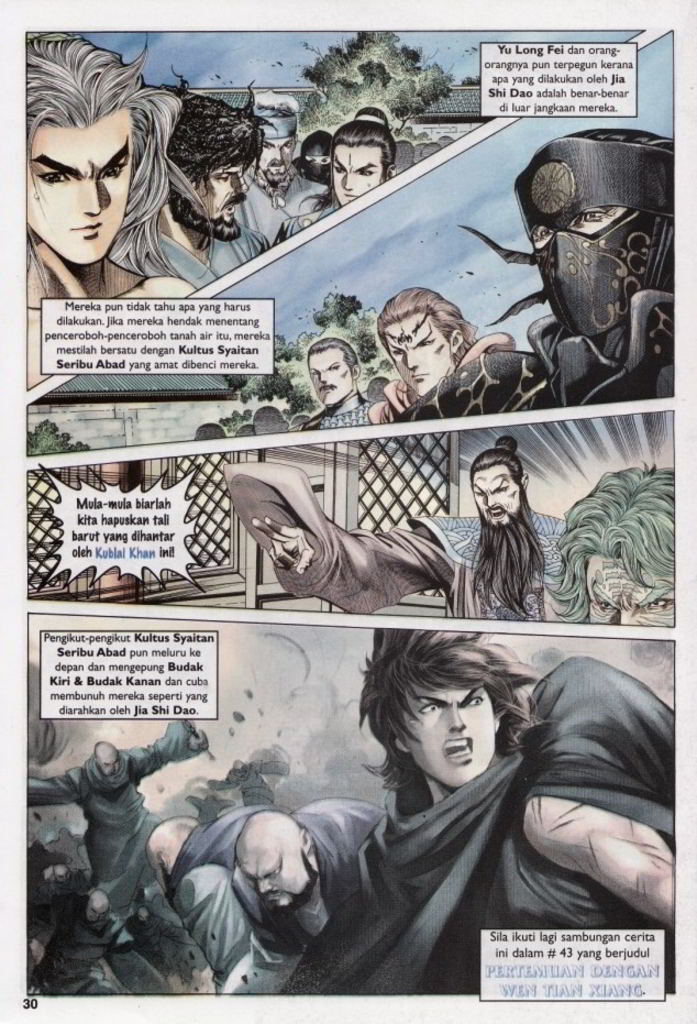 Yu Long Fei dan orang-
orangnya pun terpegun kerana
apa yang dilakukan oleh Jia
Shi Dao adalah benar-benar
di luar jangkaan mereka.
Mereka pun tidak tahu apa yang harus
dilakukan. Jika mereka hendak menentang
penceroboh-penceroboh tanah air itu, mereka
mestilah bersatu dengan Kultus Syaitan
Seribu Abad yang amat dibenci mereka.
Mula-mula biarlah
kita hapuskan tali
barut yang dihantar
oleh Kublai Khan ini!
Pengikut-pengikut Kultus Syaitan
Seribu Abad pun meluru ke
depan dan mengepung Budak
Kiri & Budak Kanan dan cuba
membunuh mereka seperti yang
diarahkan oleh Jia Shi Dao.
Sila ikuti lagi sambungan cerita
ini dalam # 43 yang berjudul
PERTEMUAN DENGAN
WEN TIAN XIANG.
30